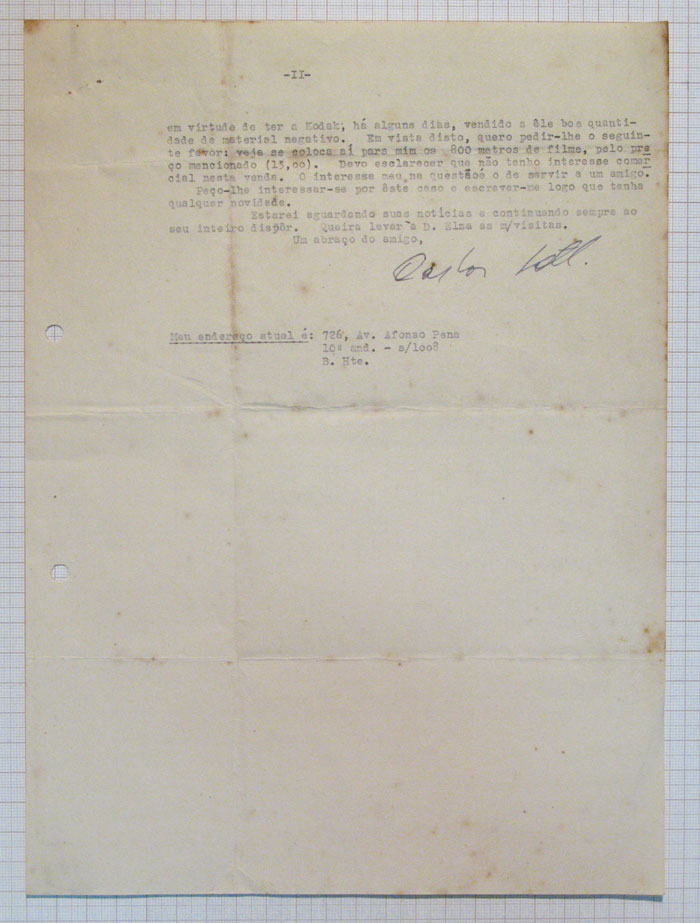 -II-
em virtude de ter a Kodak, há alguns dias, vendido a êle boa quanti-
dade de material negativo. Em vista disto, quero pedir-lhe o seguin-
te favor: veja se coloca aí para mim os 800 metros de films, pelo pre
ço mencionado (15,00). Devo esclarecer que não tenho interesse comer
cial nesta venda. O interesse meu na questãoé o de servir a um amigo.
Peço-lhe interessar-se por êste caso e escrever-me logo que tenha
qualquer novidade.
Estarei aguardando suas notícias e continuando sempre ao
seu inteiro dispôr. Queira levar a D. Elma as m/visitas.
Um abraço do amigo,
Carlos
Meu endereço atual é: 726, Av. Afonso Pena
10º and. - s/1008
B. Hte.